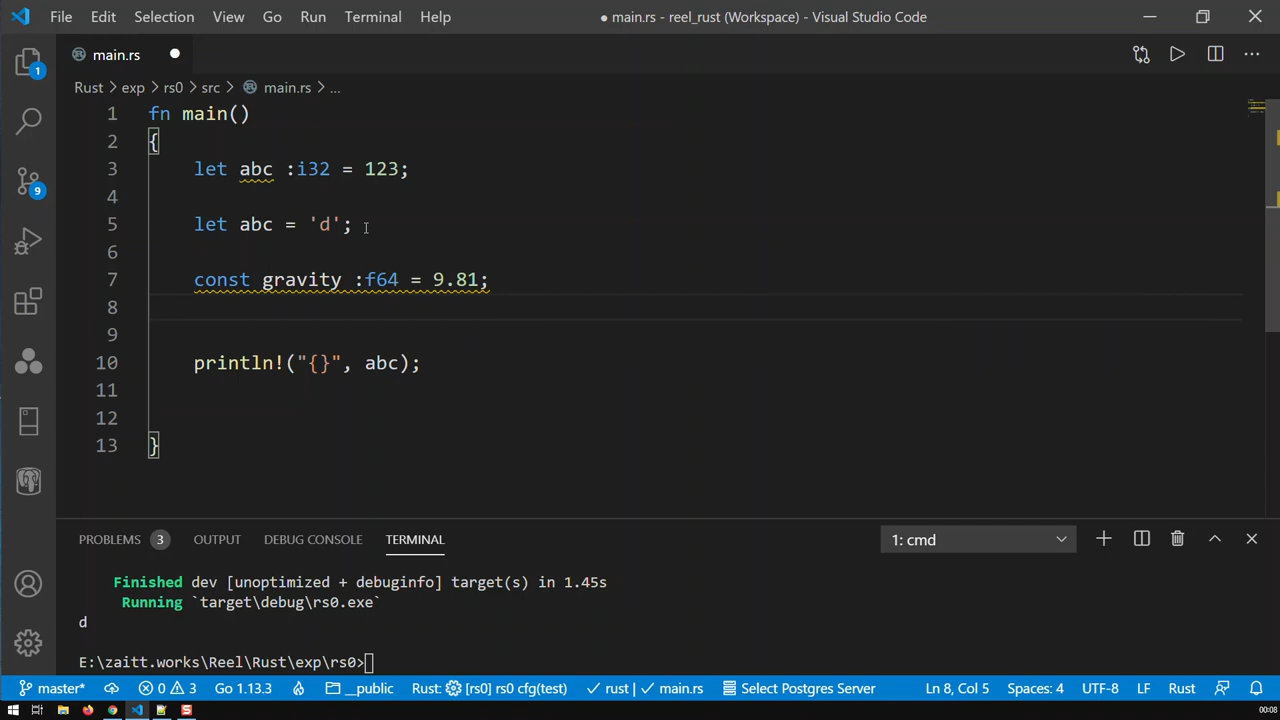 File Edit Selection View Go Run Terminal Help
● main.rs - reel_rust (Workspace) - Visual Studio Code
main.rs ●
Rust > exp > rs0 > src > main.rs > ...
1 fn main()
2 {
3 let abc :i32 = 123;
4
5 let abc = 'd';
6
7 const gravity :f64 = 9.81;
8
9
10 println!("{}", abc);
11
12
13 }
1
9
PROBLEMS 3 OUTPUT DEBUG CONSOLE TERMINAL 1: cmd
Finished dev [unoptimized + debuginfo] target(s) in 1.45s
Running `target\debug\rs0.exe`
d
E:\zaitt.works\Reel\Rust\exp\rs0>
master* 0 3 Go 1.13.3 __public Rust: [rs0] rs0 cfg(test) ✓ rust | ✓ main.rs Select Postgres Server Ln 8, Col 5 Spaces: 4 UTF-8 LF Rust
00:08